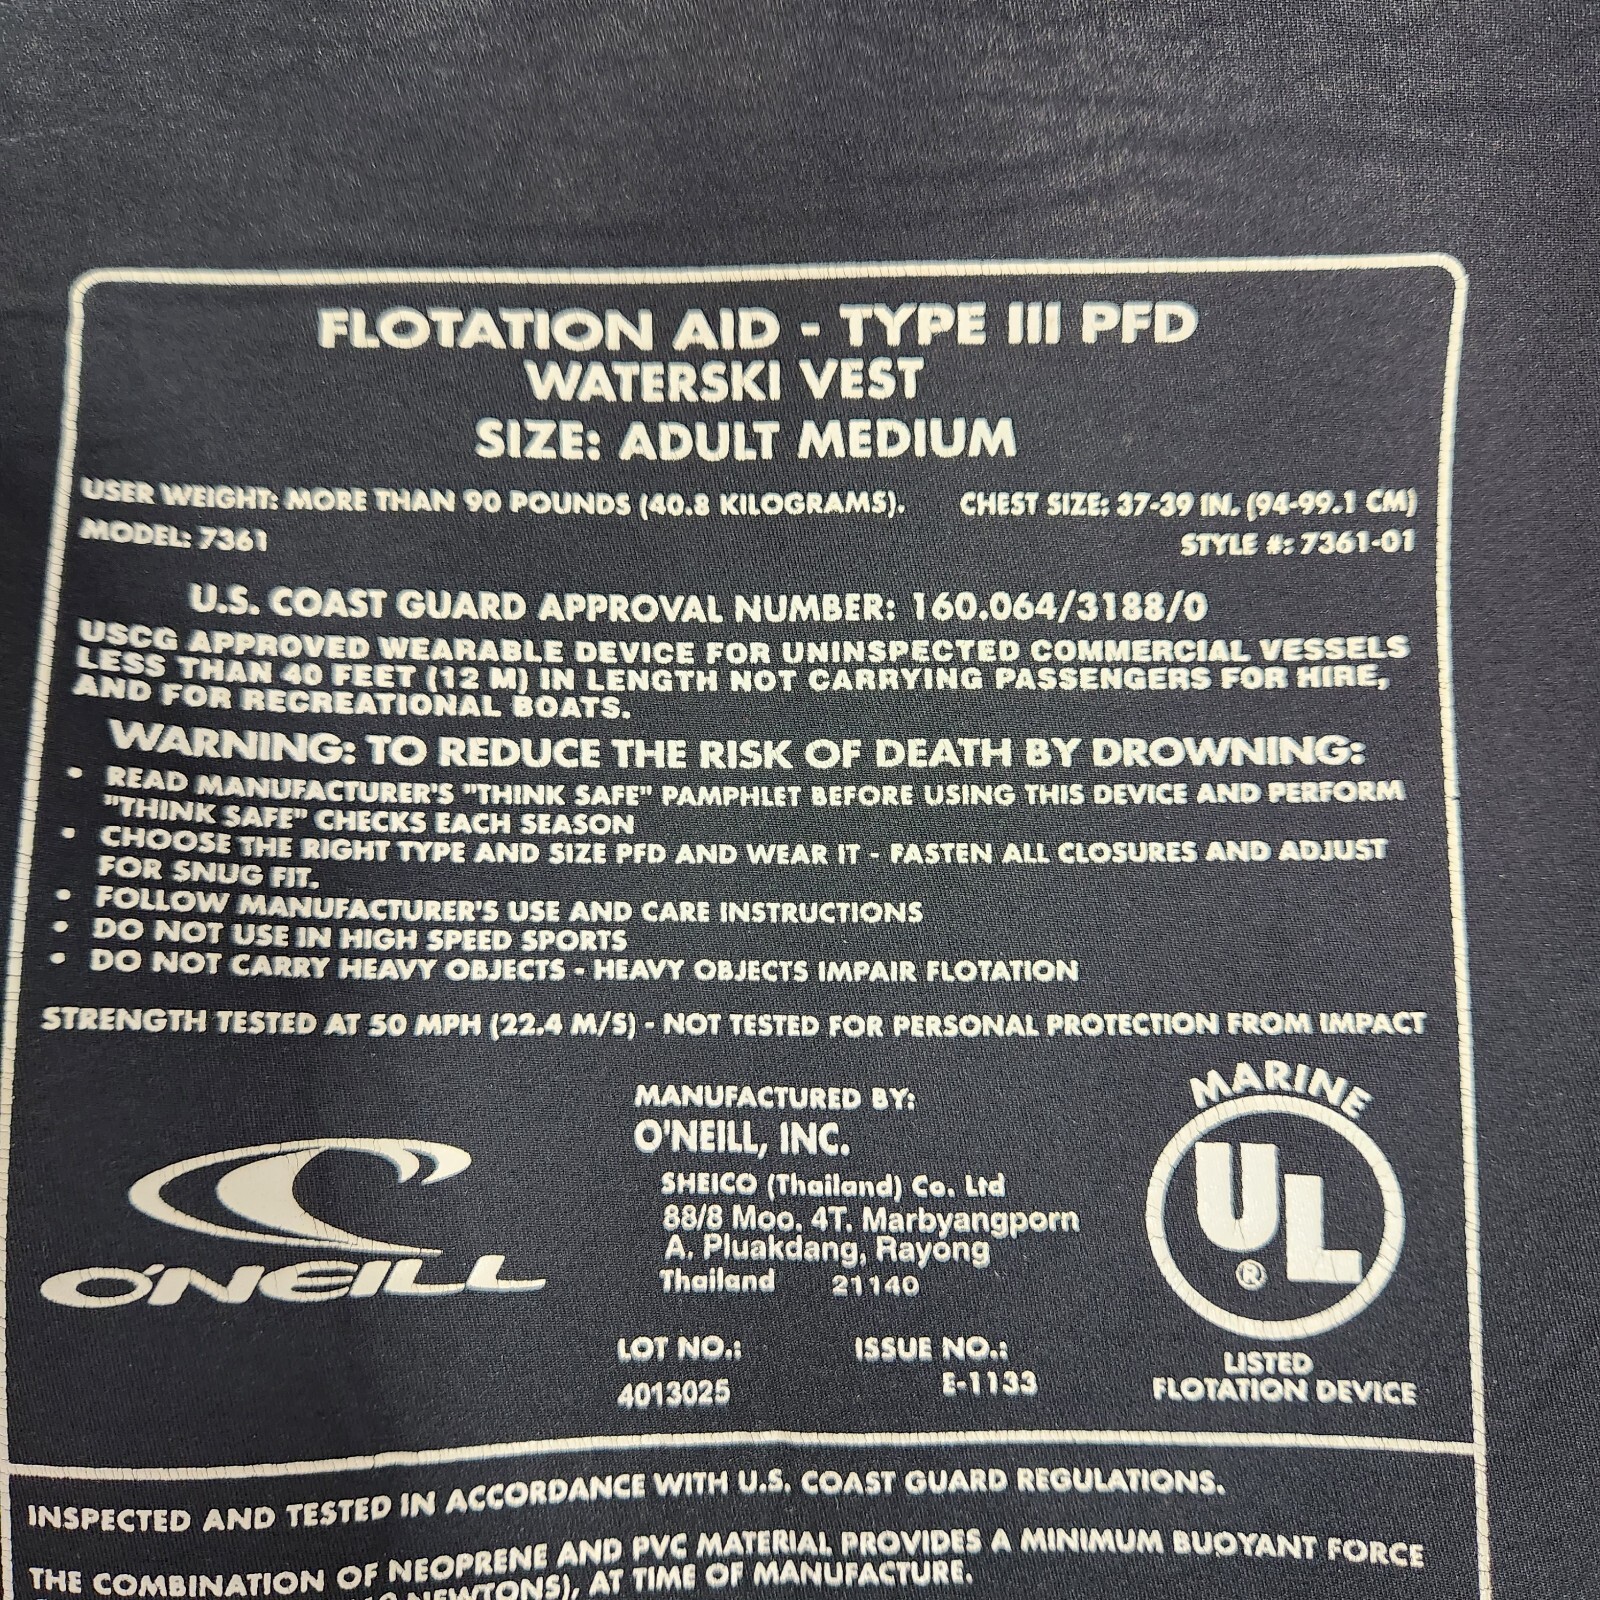 FLOTATION AID - TYPE III PFD
WATERSKI VEST
SIZE: ADULT MEDIUM
USER WEIGHT: MORE THAN 90 POUNDS (40.8 KILOGRAMS). CHEST SIZE: 37-39 IN. (94-99.1 CM)
MODEL: 7361 STYLE #: 7361-01
U.S. COAST GUARD APPROVAL NUMBER: 160.064/3188/0
USCG APPROVED WEARABLE DEVICE FOR UNINSPECTED COMMERCIAL VESSELS
LESS THAN 40 FEET (12 M) IN LENGTH NOT CARRYING PASSENGERS FOR HIRE,
AND FOR RECREATIONAL BOATS.
WARNING: TO REDUCE THE RISK OF DEATH BY DROWNING:
• READ MANUFACTURER'S "THINK SAFE" PAMPHLET BEFORE USING THIS DEVICE AND PERFORM
"THINK SAFE" CHECKS EACH SEASON
• CHOOSE THE RIGHT TYPE AND SIZE PFD AND WEAR IT - FASTEN ALL CLOSURES AND ADJUST
FOR SNUG FIT.
• FOLLOW MANUFACTURER'S USE AND CARE INSTRUCTIONS
• DO NOT USE IN HIGH SPEED SPORTS
• DO NOT CARRY HEAVY OBJECTS - HEAVY OBJECTS IMPAIR FLOTATION
STRENGTH TESTED AT 50 MPH (22.4 M/S) - NOT TESTED FOR PERSONAL PROTECTION FROM IMPACT
O'NEILL
MANUFACTURED BY:
O'NEILL, INC.
SHEICO (Thailand) Co. Ltd
88/8 Moo. 4T. Marbyangporn
A. Pluakdang, Rayong
Thailand 21140
LOT NO.: ISSUE NO.:
4013025 E-1133
MARINE
UL
®
LISTED
FLOTATION DEVICE
INSPECTED AND TESTED IN ACCORDANCE WITH U.S. COAST GUARD REGULATIONS.
THE COMBINATION OF NEOPRENE AND PVC MATERIAL PROVIDES A MINIMUM BUOYANT FORCE
NEWTONS), AT TIME OF MANUFACTURE.